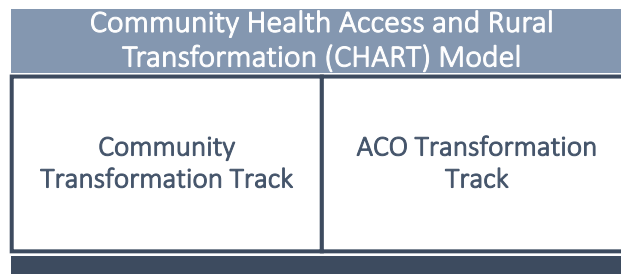 Community Health Access and Rural
Transformation (CHART) Model
Community
Transformation Track
ACO Transformation
Track